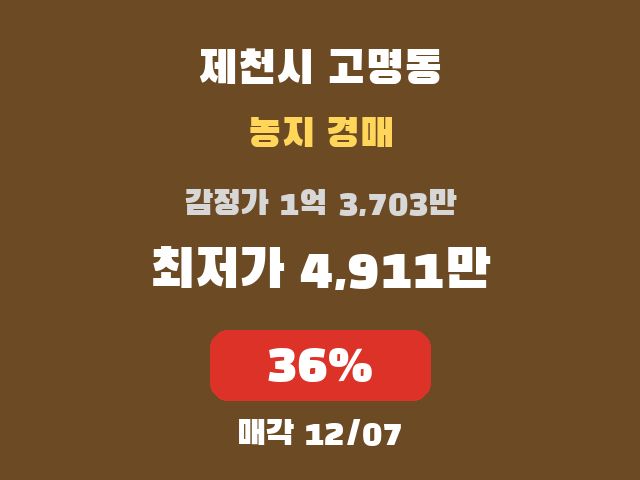 제천시 고명동
농지 경매
감정가 1억 3,703만
최저가 4,911만
36%
매각 12/07